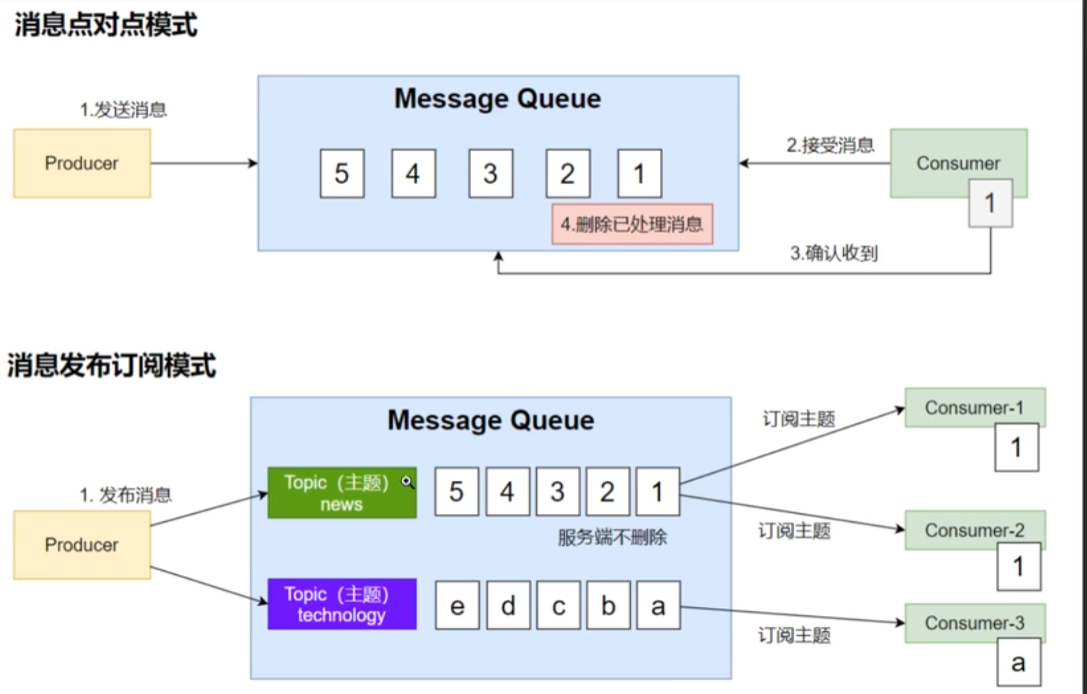 消息点对点模式
Message Queue
1.发送消息
Producer
5 4 3 2 1
2.接受消息
Consumer
1
4.删除已处理消息
3.确认收到
消息发布订阅模式
Message Queue
1. 发布消息
Producer
Topic（主题）
news
5 4 3 2 1
服务端不删除
Topic（主题）
technology
e d c b a
订阅主题
Consumer-1
1
订阅主题
Consumer-2
1
订阅主题
Consumer-3
a